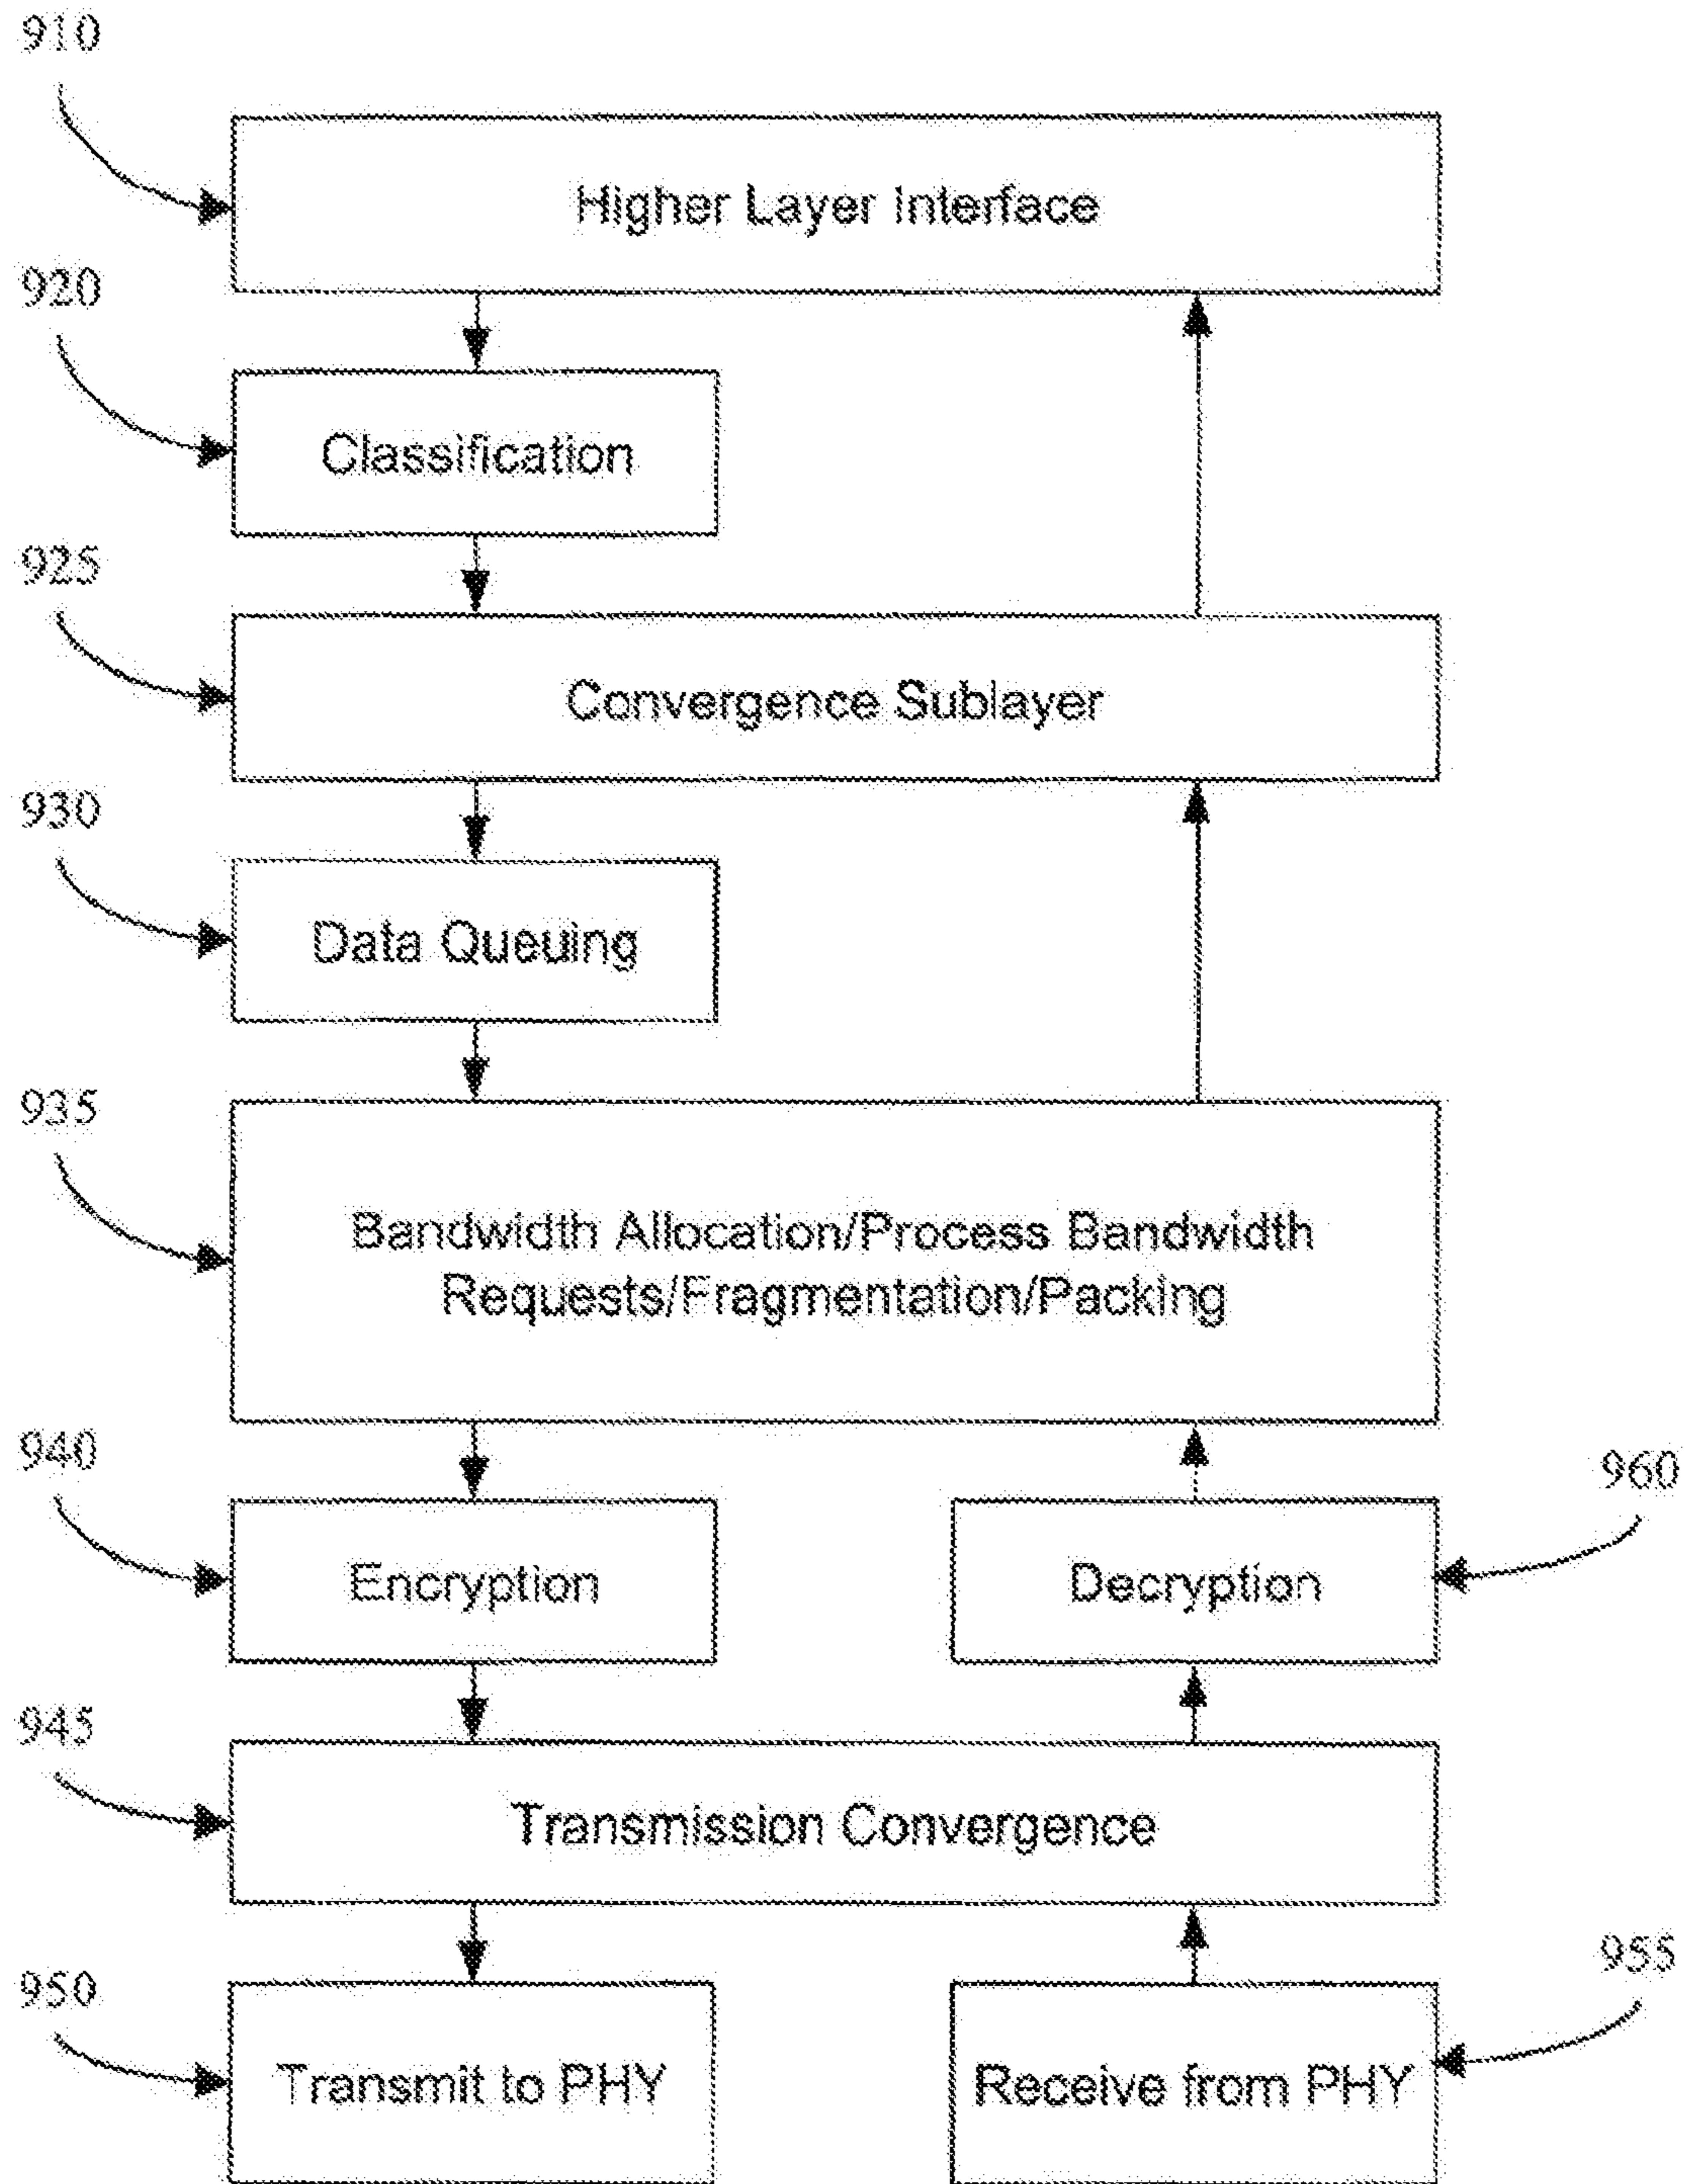 910
Higher Layer Interface
920
Classification
925
Convergence Sublayer
930
Data Queuing
935
Bandwidth Allocation/Process Bandwidth
Requests/Fragmentation/Packing
940
960
Encryption
Decryption
945
Transmission Convergence
950
955
Transmit to PHY
Receive from PHY